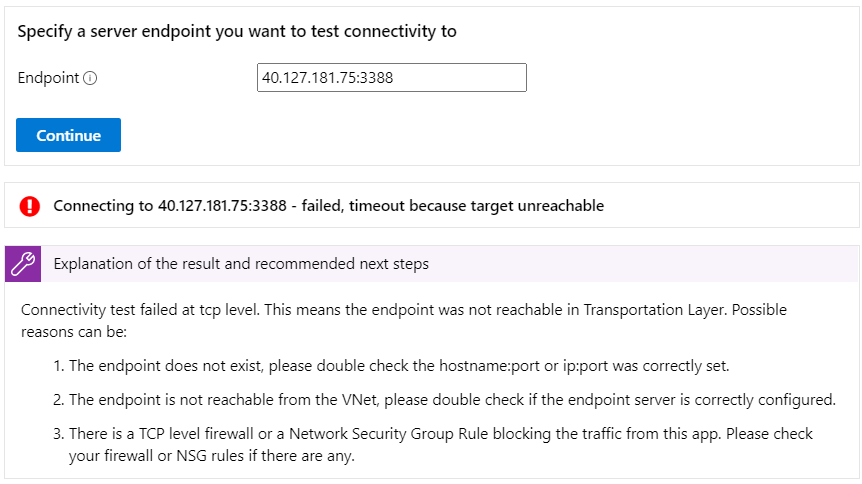 Specify a server endpoint you want to test connectivity to
Endpoint
40.127.181.75:3388
Continue
Connecting to 40.127.181.75:3388 - failed, timeout because target unreachable
Explanation of the result and recommended next steps
Connectivity test failed at tcp level. This means the endpoint was not reachable in Transportation Layer. Possible
reasons can be:
1. The endpoint does not exist, please double check the hostname:port or ip:port was correctly set.
2. The endpoint is not reachable from the VNet, please double check if the endpoint server is correctly configured.
3. There is a TCP level firewall or a Network Security Group Rule blocking the traffic from this app. Please check
your firewall or NSG rules if there are any.